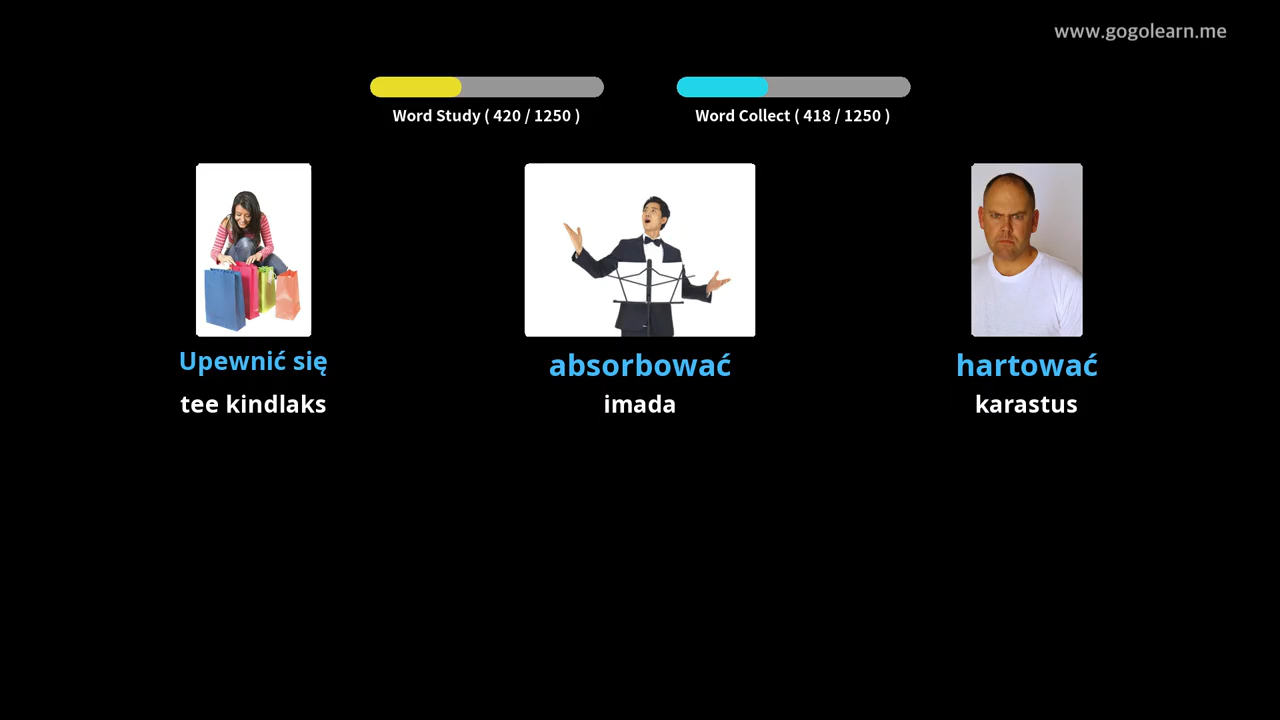 www.gogolearn.me
Word Study ( 420 / 1250 )
Word Collect ( 418 / 1250 )
Upewnić się
tee kindlaks
absorbować
imada
hartować
karastus